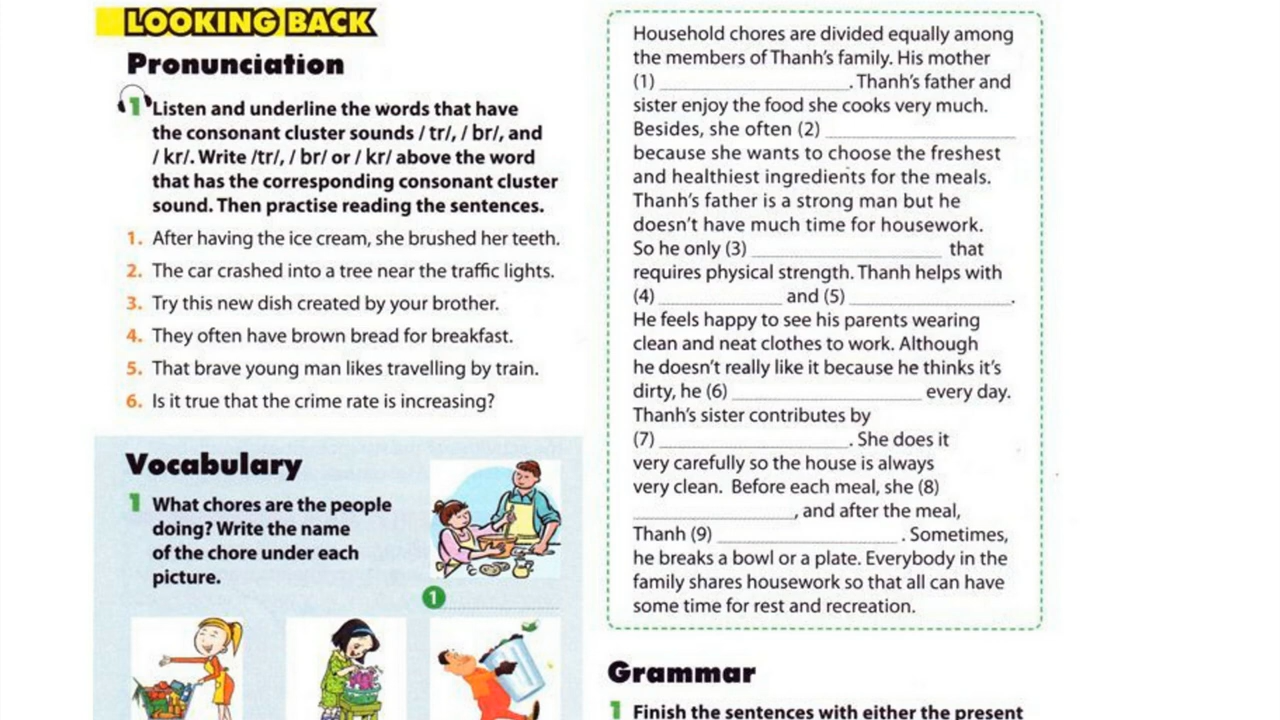 LOOKING BACK
Pronunciation
1 Listen and underline the words that have
the consonant cluster sounds / tr/, / br/, and
/ kr/. Write /tr/, / br/ or / kr/ above the word
that has the corresponding consonant cluster
sound. Then practise reading the sentences.
1. After having the ice cream, she brushed her teeth.
2. The car crashed into a tree near the traffic lights.
3. Try this new dish created by your brother.
4. They often have brown bread for breakfast.
5. That brave young man likes travelling by train.
6. Is it true that the crime rate is increasing?
Vocabulary
1 What chores are the people
doing? Write the name
of the chore under each
picture.
1
Household chores are divided equally among
the members of Thanh's family. His mother
(1) ______________. Thanh's father and
sister enjoy the food she cooks very much.
Besides, she often (2) ______________
because she wants to choose the freshest
and healthiest ingredients for the meals.
Thanh's father is a strong man but he
doesn't have much time for housework.
So he only (3) ______________ that
requires physical strength. Thanh helps with
(4) __________ and (5) ______________.
He feels happy to see his parents wearing
clean and neat clothes to work. Although
he doesn't really like it because he thinks it's
dirty, he (6) ______________ every day.
Thanh's sister contributes by
(7) ______________. She does it
very carefully so the house is always
very clean. Before each meal, she (8)
______________, and after the meal,
Thanh (9) ______________ . Sometimes,
he breaks a bowl or a plate. Everybody in the
family shares housework so that all can have
some time for rest and recreation.
Grammar
1 Finish the sentences with either the present